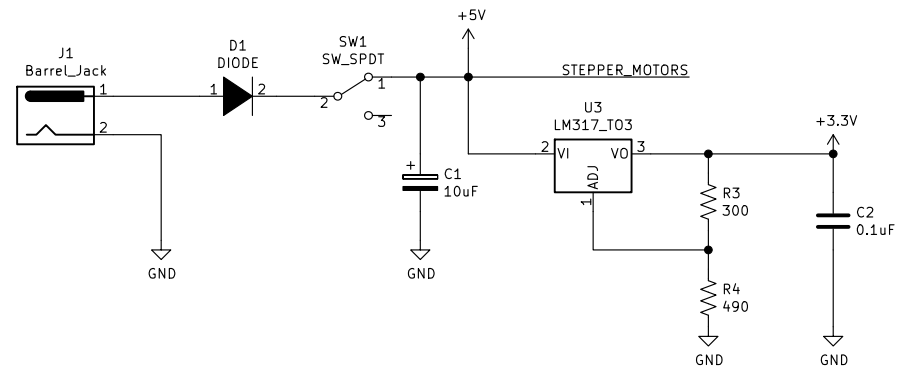 +5V
J1
Barrel_Jack
D1
DIODE
SW1
SW_SPDT
1
2
1
2
2
1
3
STEPPER_MOTORS
U3
LM317_TO3
2
VI
VO
3
ADJ
1
+3.3V
+
C1
10uF
R3
300
C2
0.1uF
R4
490
GND
GND
GND
GND